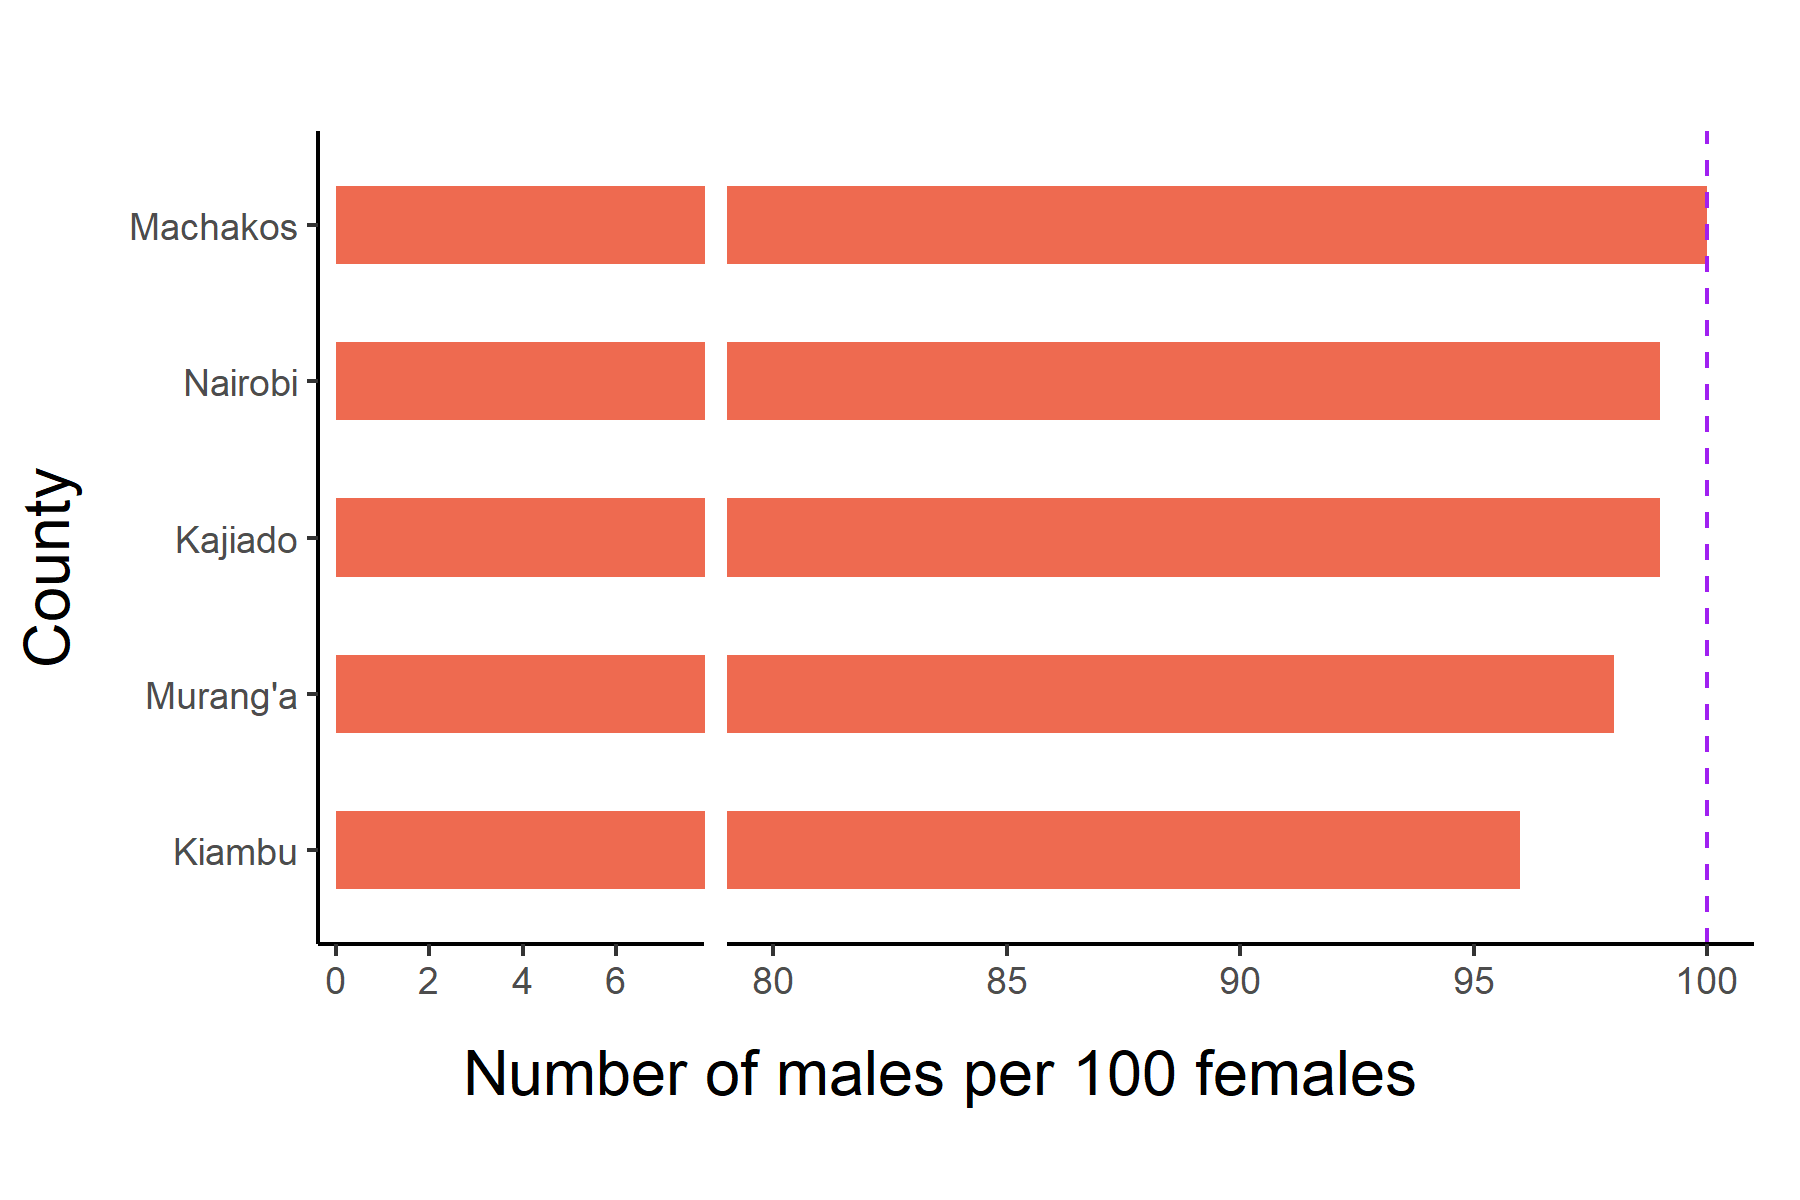 County
Machakos
Nairobi
Kajiado
Murang'a
Kiambu
0 2 4 6 80 85 90 95 100
Number of males per 100 females